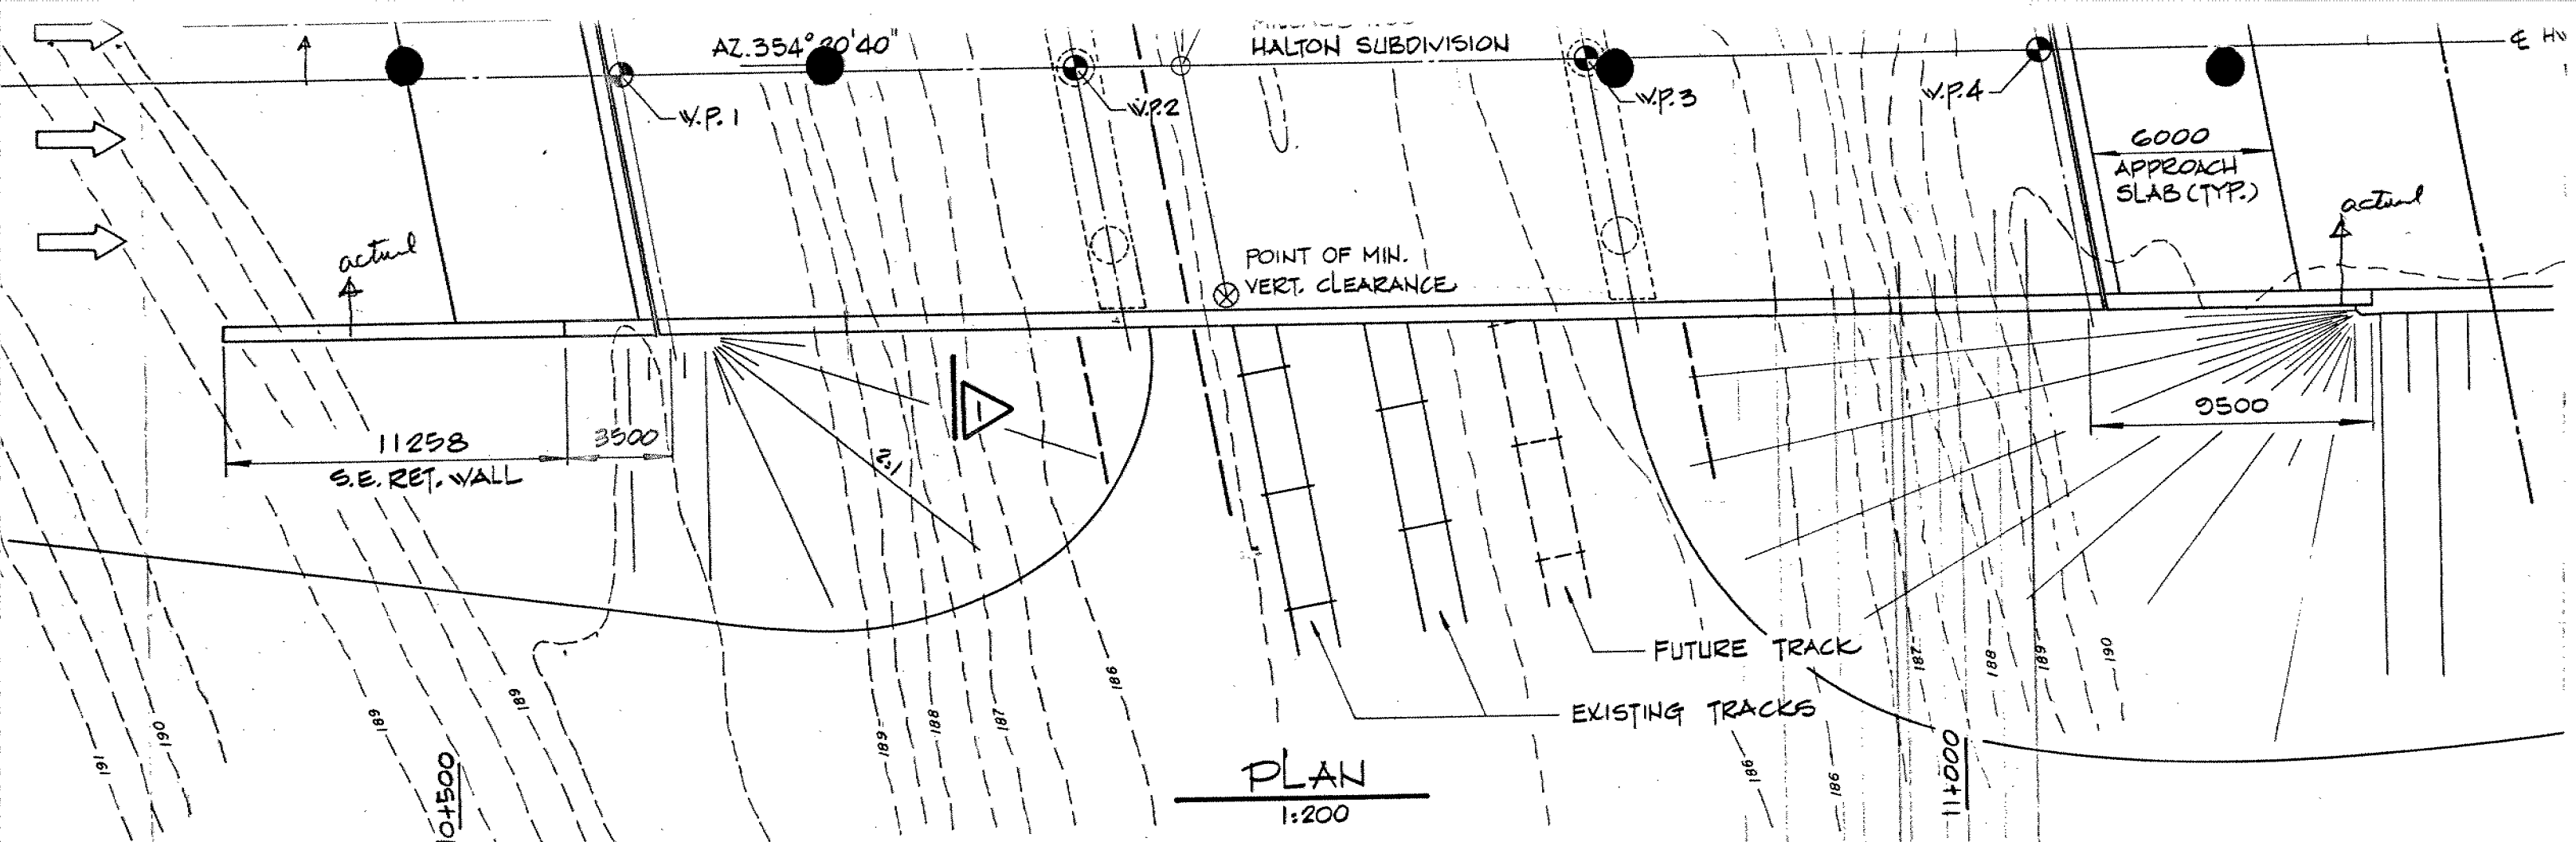 AZ. 354° 20'40"
HALTON SUBDIVISION
W.P. 1
W.P. 2
W.P. 3
W.P. 4
6000
APPROACH
SLAB (TYP.)
actual
actual
POINT OF MIN.
VERT. CLEARANCE
11258
S.E. RET. WALL
3500
2:1
1
9500
FUTURE TRACK
EXISTING TRACKS
191
190
189
189
189
188
187
186
186
186
187
188
189
190
10+500
11+000
PLAN
1:200